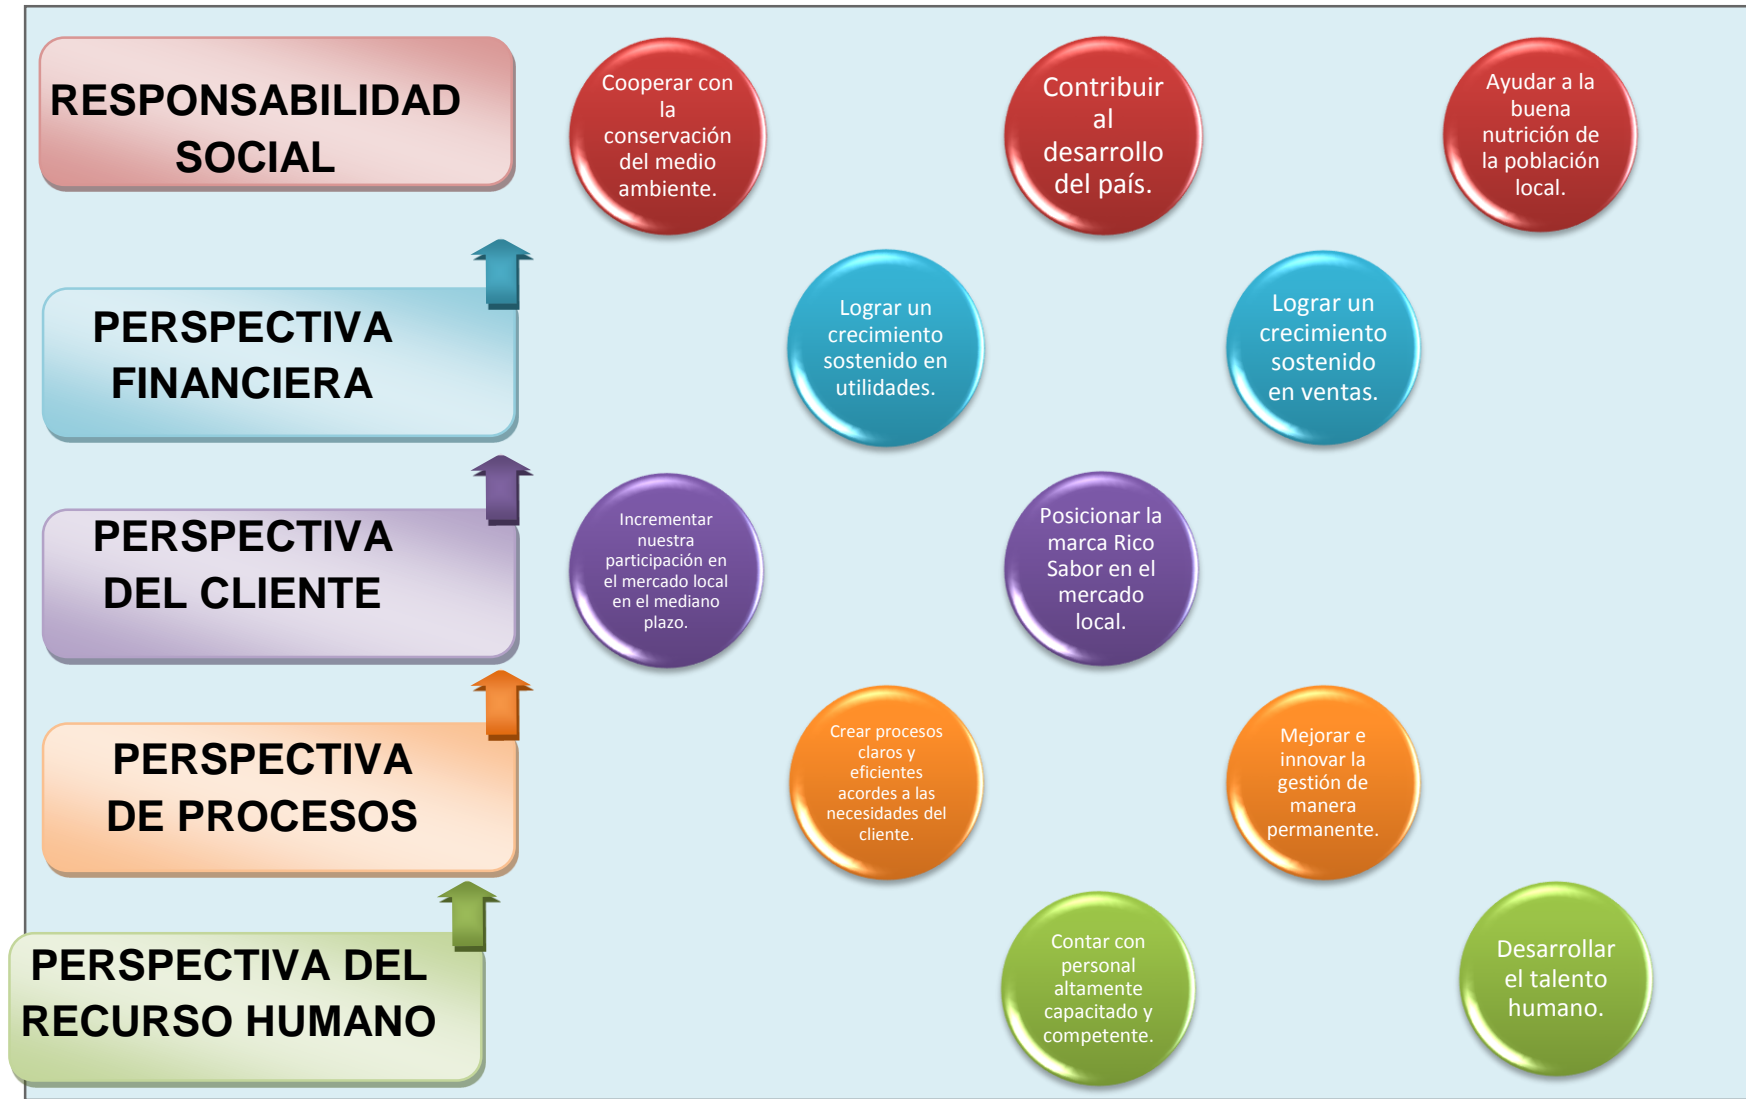 RESPONSABILIDAD
SOCIAL
Cooperar con
la
conservación
del medio
ambiente.
Contribuir
al
desarrollo
del país.
Ayudar a la
buena
nutrición de
la población
local.
PERSPECTIVA
FINANCIERA
Lograr un
crecimiento
sostenido en
utilidades.
Lograr un
crecimiento
sostenido
en ventas.
PERSPECTIVA
DEL CLIENTE
Incrementar
nuestra
participación en
el mercado local
en el mediano
plazo.
Posicionar la
marca Rico
Sabor en el
mercado
local.
PERSPECTIVA
DE PROCESOS
Crear procesos
claros y
eficientes
acordes a las
necesidades del
cliente.
Mejorar e
innovar la
gestión de
manera
permanente.
PERSPECTIVA DEL
RECURSO HUMANO
Contar con
personal
altamente
capacitado y
competente.
Desarrollar
el talento
humano.